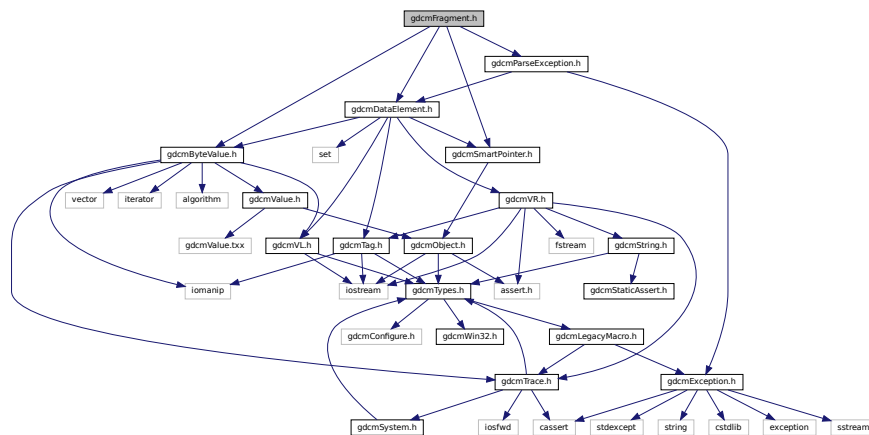 gdcmFragment.h
gdcmParseException.h
gdcmDataElement.h
gdcmByteValue.h
set
gdcmSmartPointer.h
vector
iterator
algorithm
gdcmValue.h
gdcmVR.h
gdcmValue.txx
gdcmVL.h
gdcmTag.h
gdcmObject.h
fstream
gdcmString.h
iomanip
iostream
gdcmTypes.h
assert.h
gdcmStaticAssert.h
gdcmConfigure.h
gdcmWin32.h
gdcmLegacyMacro.h
gdcmTrace.h
gdcmException.h
gdcmSystem.h
iosfwd
cassert
stdexcept
string
cstdlib
exception
sstream